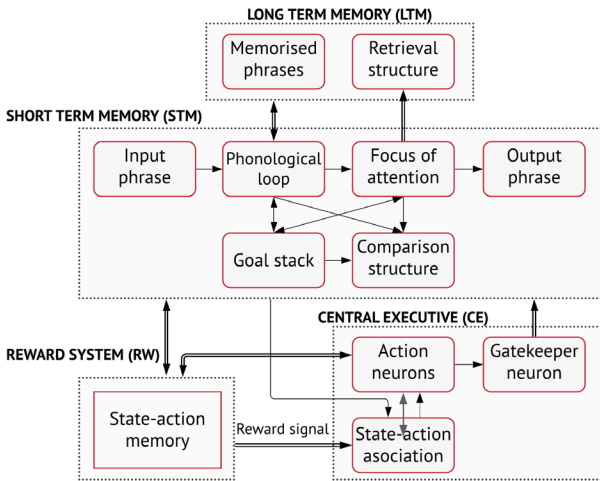 LONG TERM MEMORY (LTM)
Memorised
phrases
Retrieval
structure
SHORT TERM MEMORY (STM)
Input
phrase
Phonological
loop
Focus of
attention
Output
phrase
Goal stack
Comparison
structure
CENTRAL EXECUTIVE (CE)
REWARD SYSTEM (RW)
Action
neurons
Gatekeeper
neuron
State-action
memory
Reward signal
State-action
asociation